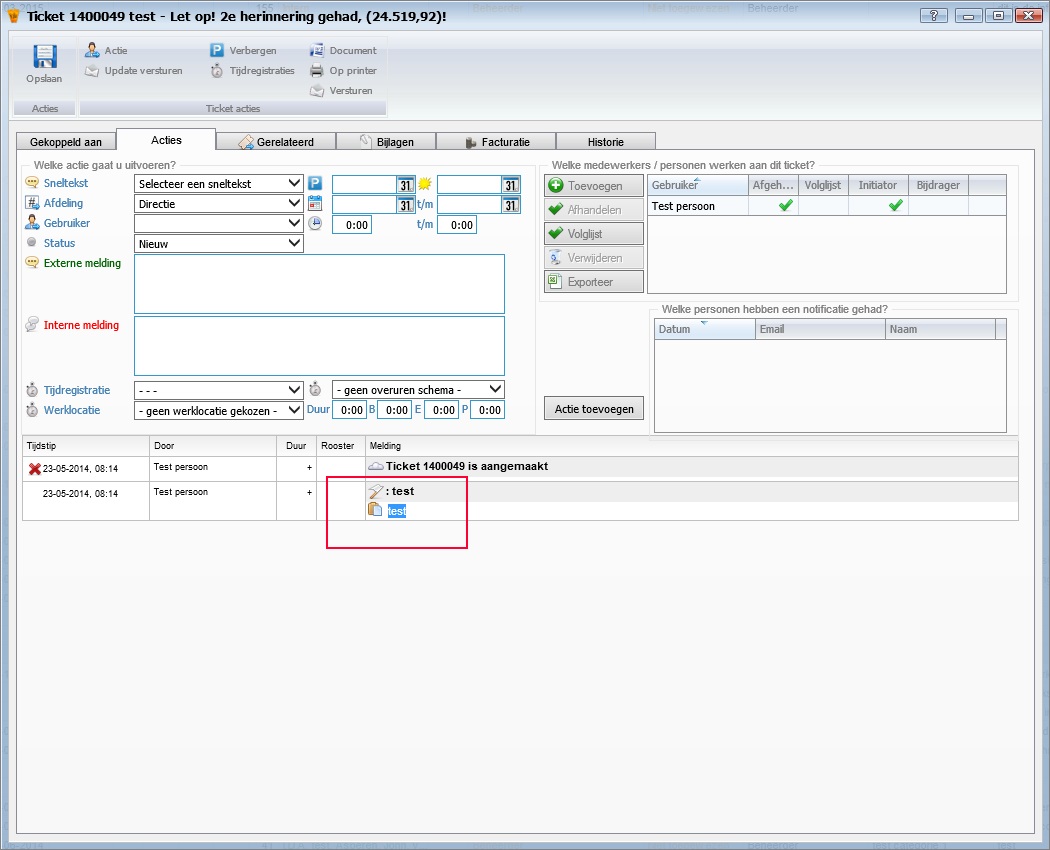 Ticket 1400049 test - Let op! 2e herinnering gehad, (24.519,92)!
Opslaan
Actie
Update versturen
Verbergen
Tijdregistraties
Document
Op printer
Versturen
Acties
Ticket acties
Gekoppeld aan
Acties
Gerelateerd
Bijlagen
Facturatie
Historie
Welke actie gaat u uitvoeren?
Sneltekst
Selecteer een sneltekst
P
31
31
Afdeling
Directie
31
t/m
31
Gebruiker
0:00
t/m
0:00
Status
Nieuw
Externe melding
Interne melding
Tijdregistratie
- - -
- geen overuren schema -
Werklocatie
- geen werklocatie gekozen -
Duur
0:00
B
0:00
E
0:00
P
0:00
Welke medewerkers / personen werken aan dit ticket?
Toevoegen
Afhandelen
Volglijst
Verwijderen
Exporteer
Gebruiker
Afgeh...
Volglijst
Initiator
Bijdrager
Test persoon
Welke personen hebben een notificatie gehad?
Datum
Email
Naam
Actie toevoegen
Tijdstip
Door
Duur
Rooster
Melding
23-05-2014, 08:14
Test persoon
+
Ticket 1400049 is aangemaakt
23-05-2014, 08:14
Test persoon
+
: test
test